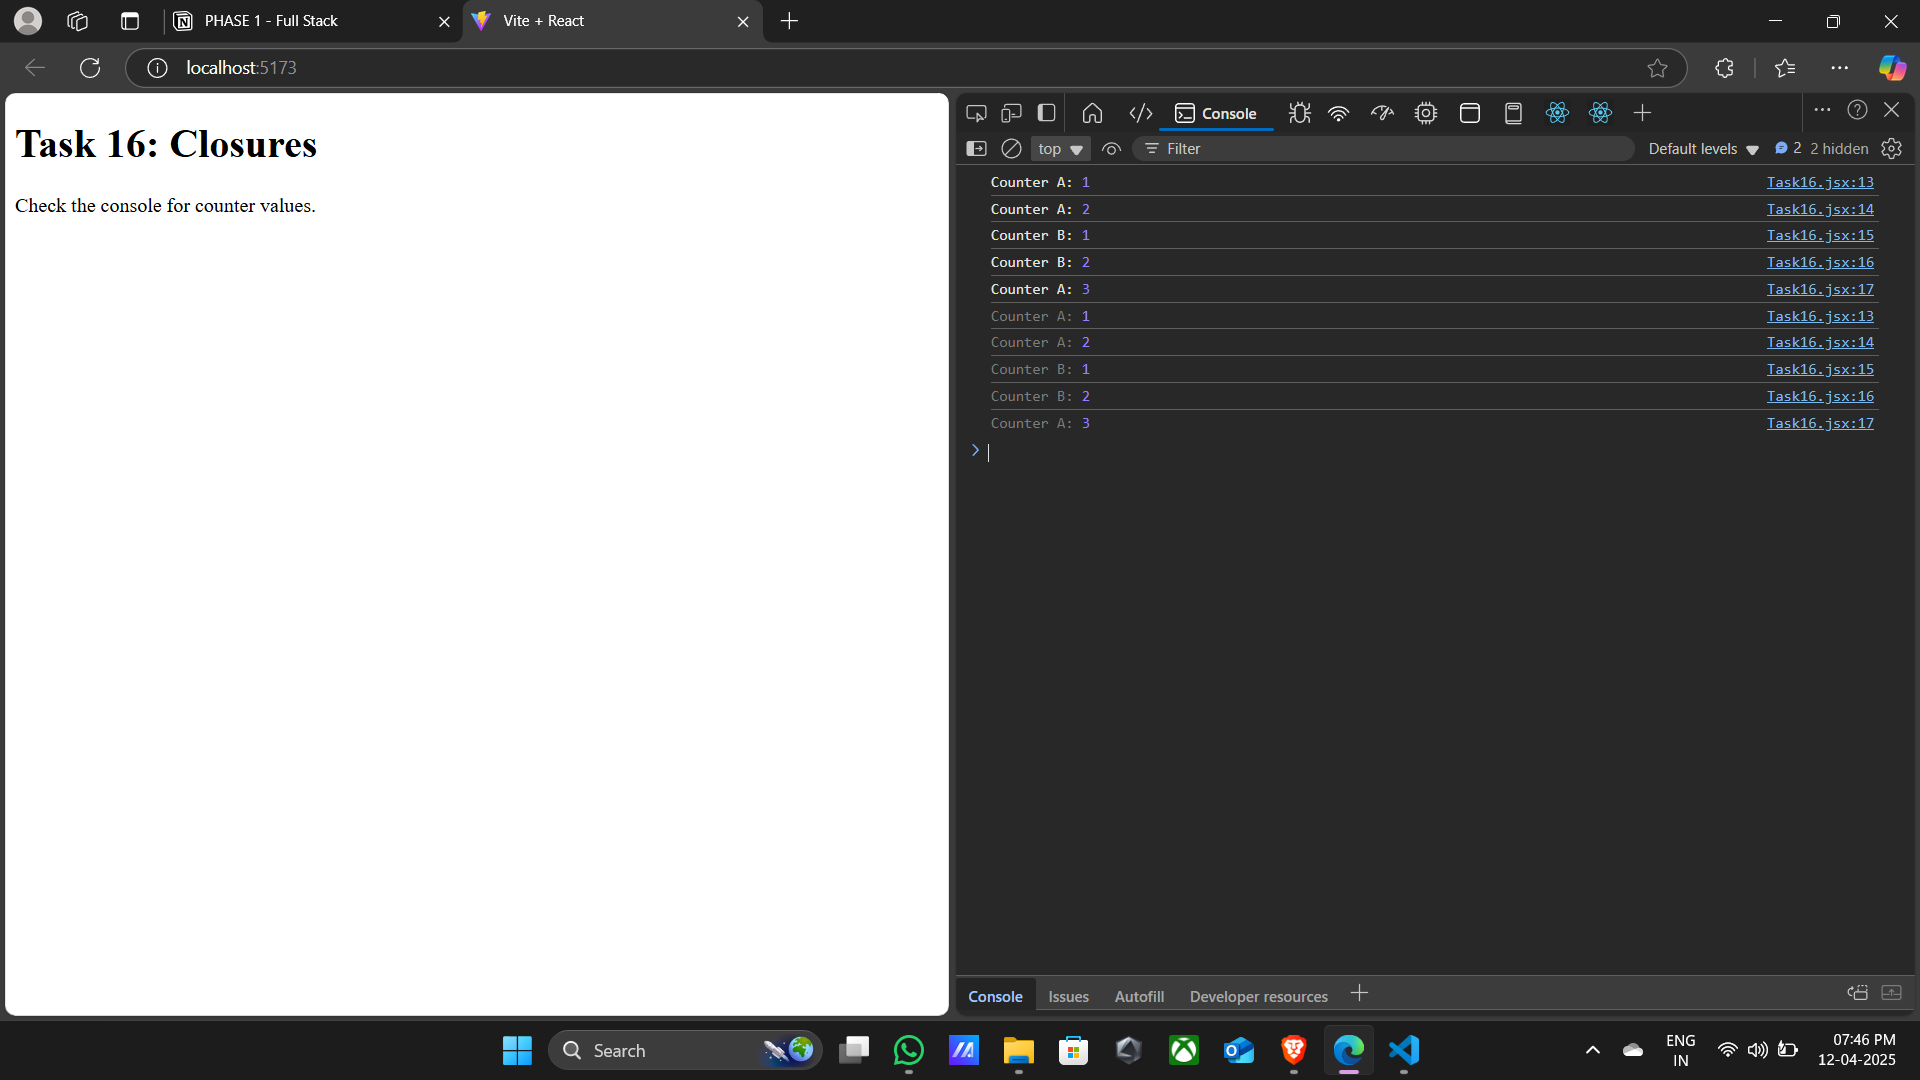 PHASE 1 - Full Stack
Vite + React
localhost:5173
Task 16: Closures
Check the console for counter values.
Console
top
Filter
Default levels
2
2 hidden
Counter A: 1 Task16.jsx:13
Counter A: 2 Task16.jsx:14
Counter B: 1 Task16.jsx:15
Counter B: 2 Task16.jsx:16
Counter A: 3 Task16.jsx:17
Counter A: 1 Task16.jsx:13
Counter A: 2 Task16.jsx:14
Counter B: 1 Task16.jsx:15
Counter B: 2 Task16.jsx:16
Counter A: 3 Task16.jsx:17
Console Issues Autofill Developer resources
Search
ENG
IN
07:46 PM
12-04-2025